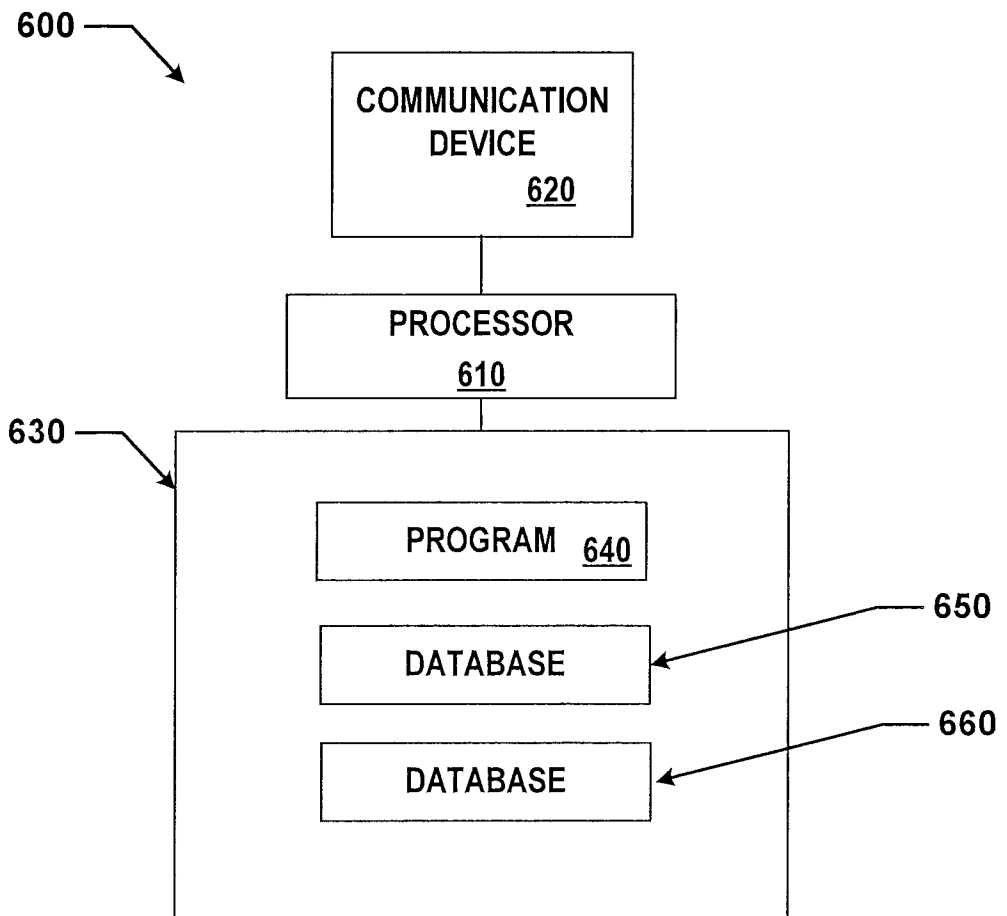 600
COMMUNICATION
DEVICE
620
PROCESSOR
610
630
PROGRAM 640
650
DATABASE
660
DATABASE